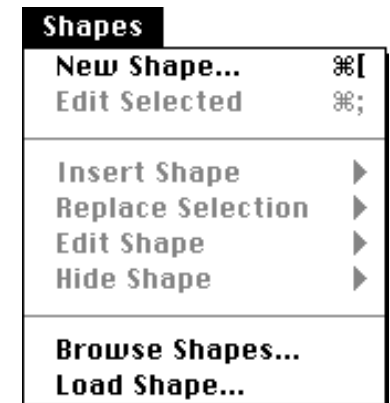 Shapes
New Shape... ⌘[
Edit Selected ⌘;
Insert Shape ▶
Replace Selection ▶
Edit Shape ▶
Hide Shape ▶
Browse Shapes...
Load Shape...